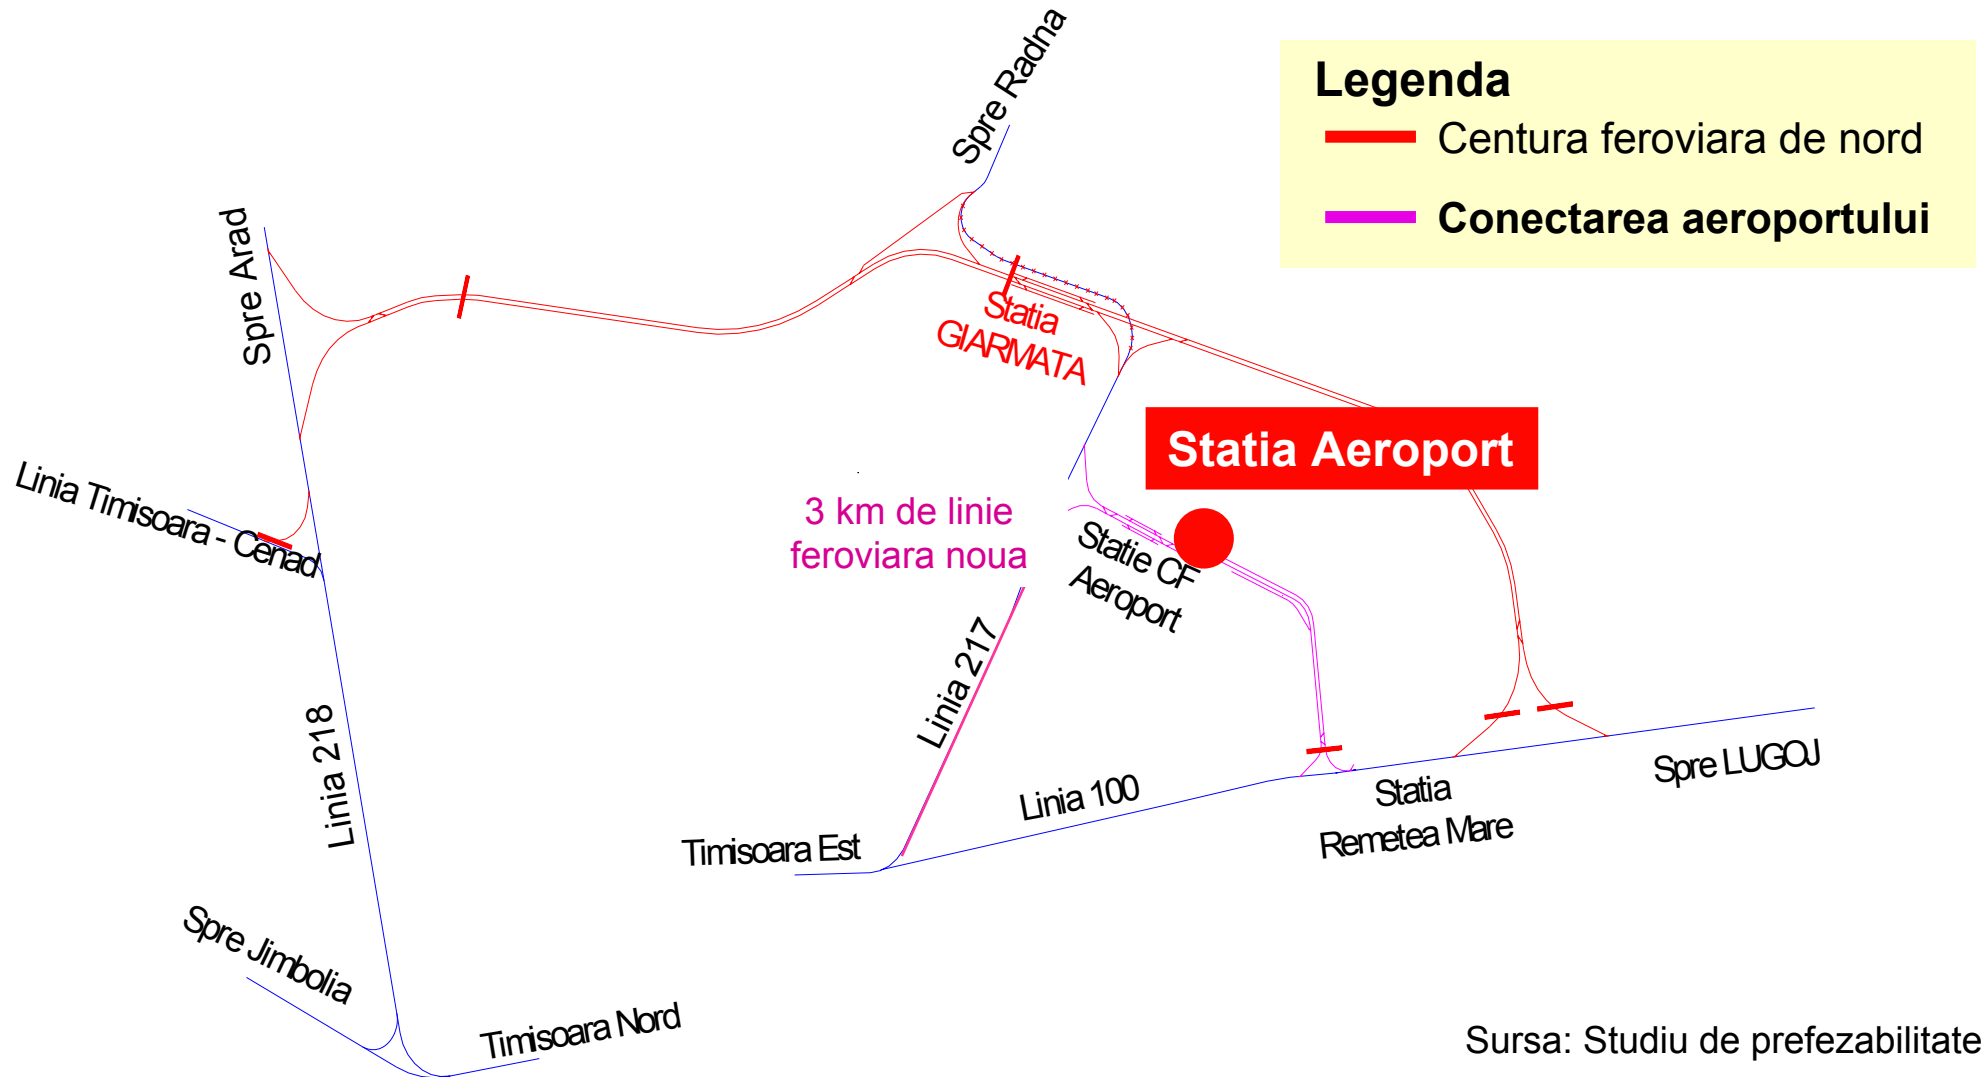 Legenda
Centura feroviara de nord
Conectarea aeroportului
Spre Radna
Spre Arad
Statia
GIARMATA
Statia Aeroport
Linia Timisoara - Cenad
3 km de linie
feroviara noua
Statie CF
Aeroport
Linia 217
Linia 218
Linia 100
Statia
Remetea Mare
Spre LUGOJ
Timisoara Est
Spre Jimbolia
Timisoara Nord
Sursa: Studiu de prefezabilitate